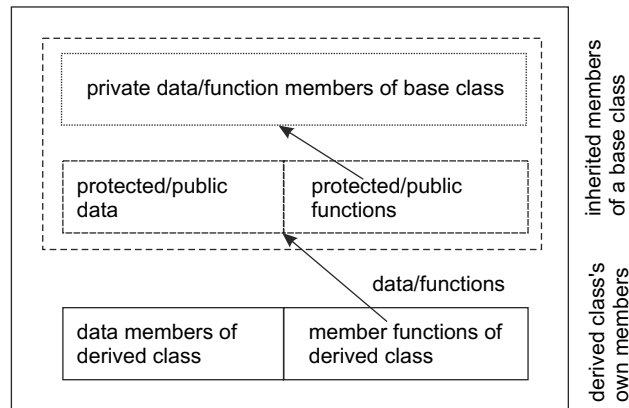 private data/function members of base class
protected/public
data
protected/public
functions
inherited members
of a base class
data/functions
data members of
derived class
member functions of
derived class
derived class's
own members